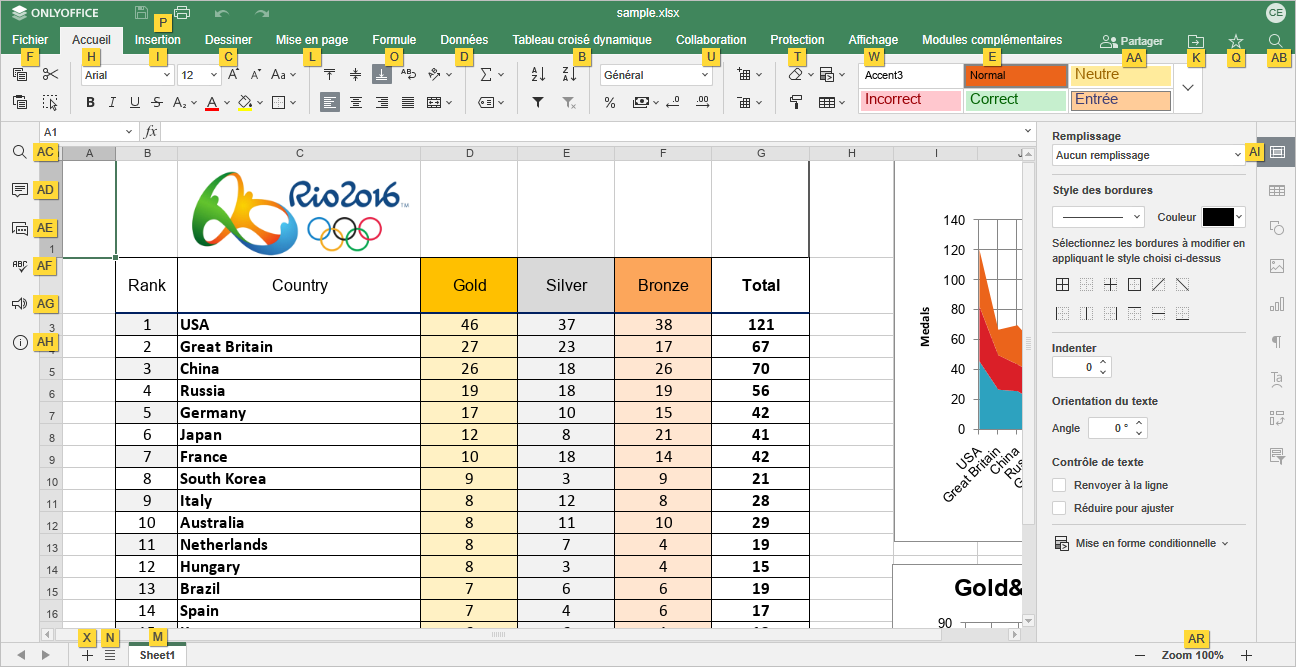 ONLYOFFICE
sample.xlsx
CE
P
Fichier Accueil Insertion Dessiner Mise en page Formule Données Tableau croisé dynamique Collaboration Protection Affichage Modules complémentaires Partager
F H I C L O D B U T W E AA K Q AB
Arial 12 A A Aa Général
Accent3 Normal Neutre
B I U S A₂ A %
Incorrect Correct Entrée
A1 fx
A B C D E F G H I J
AC
AD
AE
AF
AG
AH
AI
ABC
Rio2016™
1
Rank Country Gold Silver Bronze Total
3 1 USA 46 37 38 121
2 Great Britain 27 23 17 67
5 3 China 26 18 26 70
6 4 Russia 19 18 19 56
7 5 Germany 17 10 15 42
8 6 Japan 12 8 21 41
9 7 France 10 18 14 42
10 8 South Korea 9 3 9 21
11 9 Italy 8 12 8 28
12 10 Australia 8 11 10 29
13 11 Netherlands 8 7 4 19
14 12 Hungary 8 3 4 15
15 13 Brazil 7 6 6 19
16 14 Spain 7 4 6 17
Medals
140
120
100
80
60
40
20
0
USA
Great Britain
China
Gold&
90
Remplissage
Aucun remplissage
Style des bordures
Couleur
Sélectionnez les bordures à modifier en
appliquant le style choisi ci-dessus
Indenter
0
Orientation du texte
Angle 0 °
Contrôle de texte
Renvoyer à la ligne
Réduire pour ajuster
Mise en forme conditionnelle
Ta
X N M AR
Sheet1
Zoom 100%